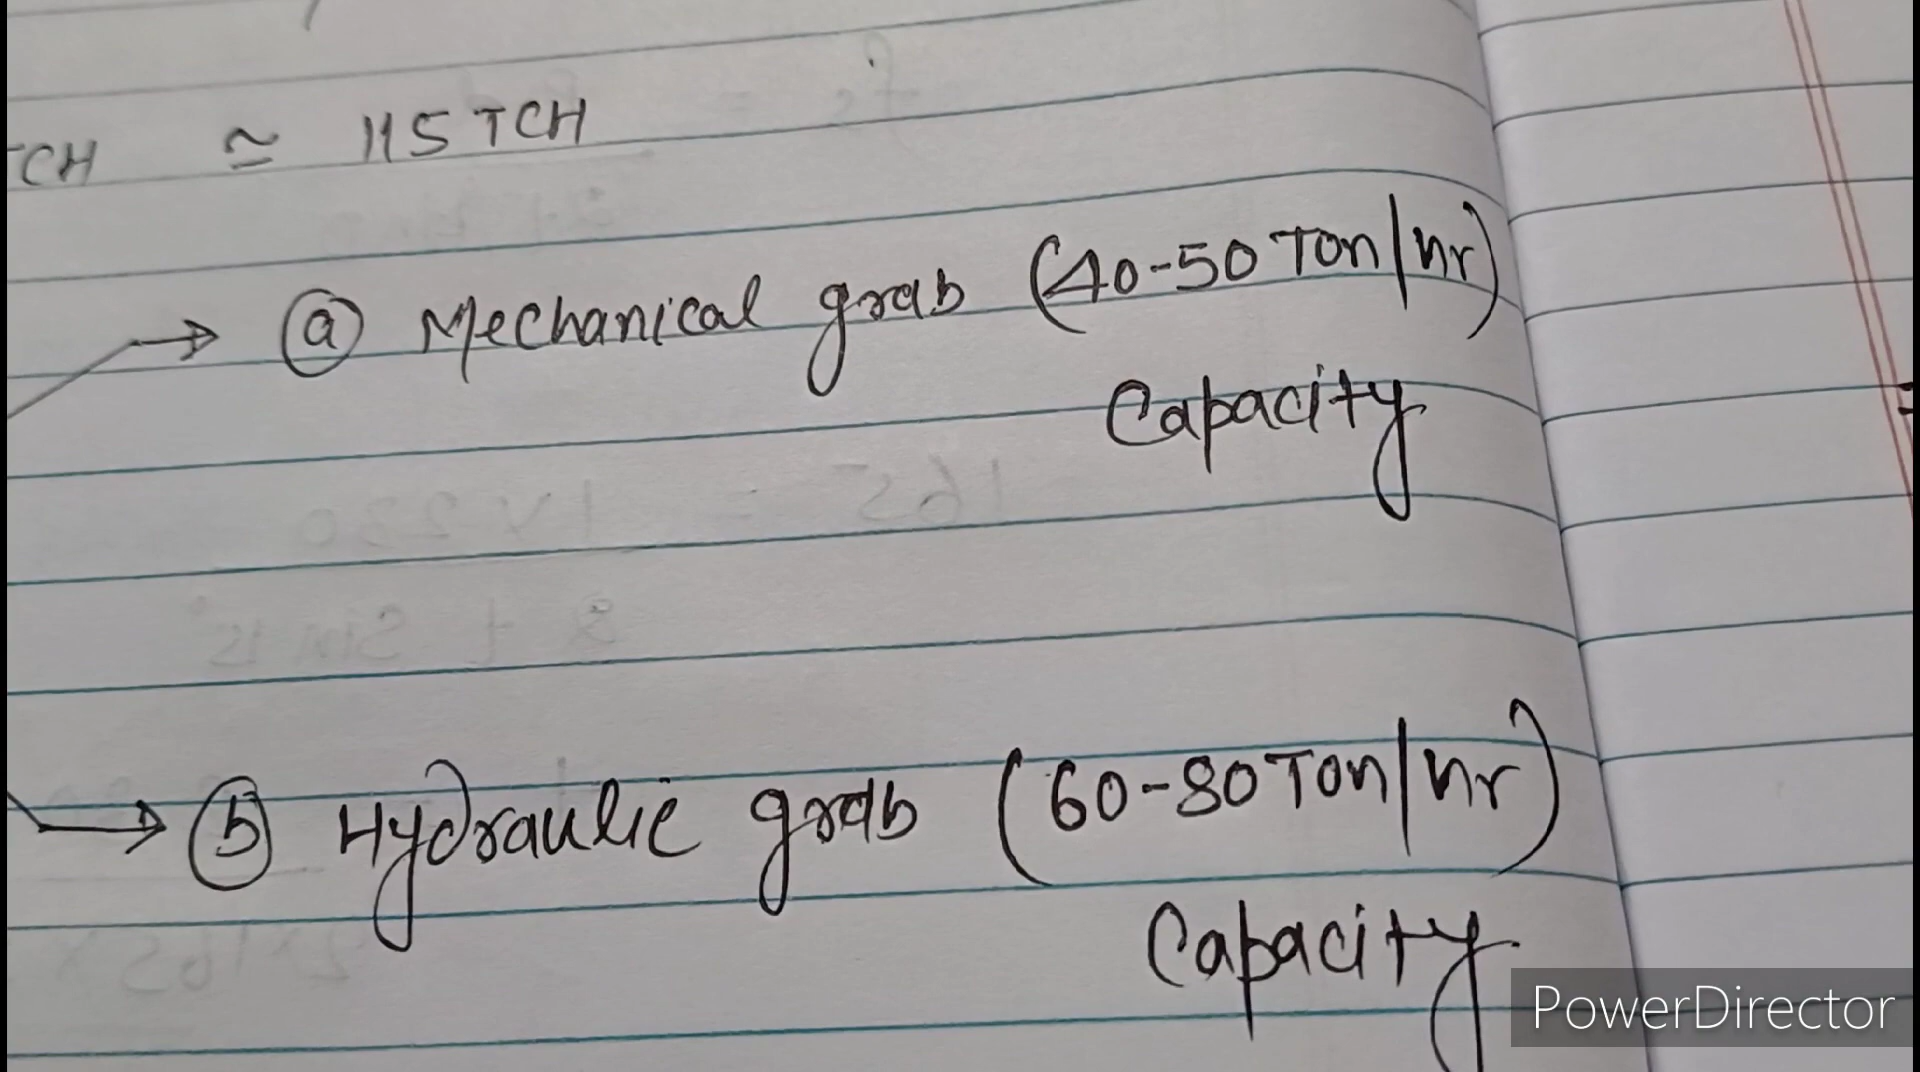 TCH ≃ 115 TCH
→ ⓐ Mechanical grab (40-50 Ton/hr)
Capacity
→ ⓑ Hydraulic grab (60-80 Ton/hr)
Capacity
PowerDirector